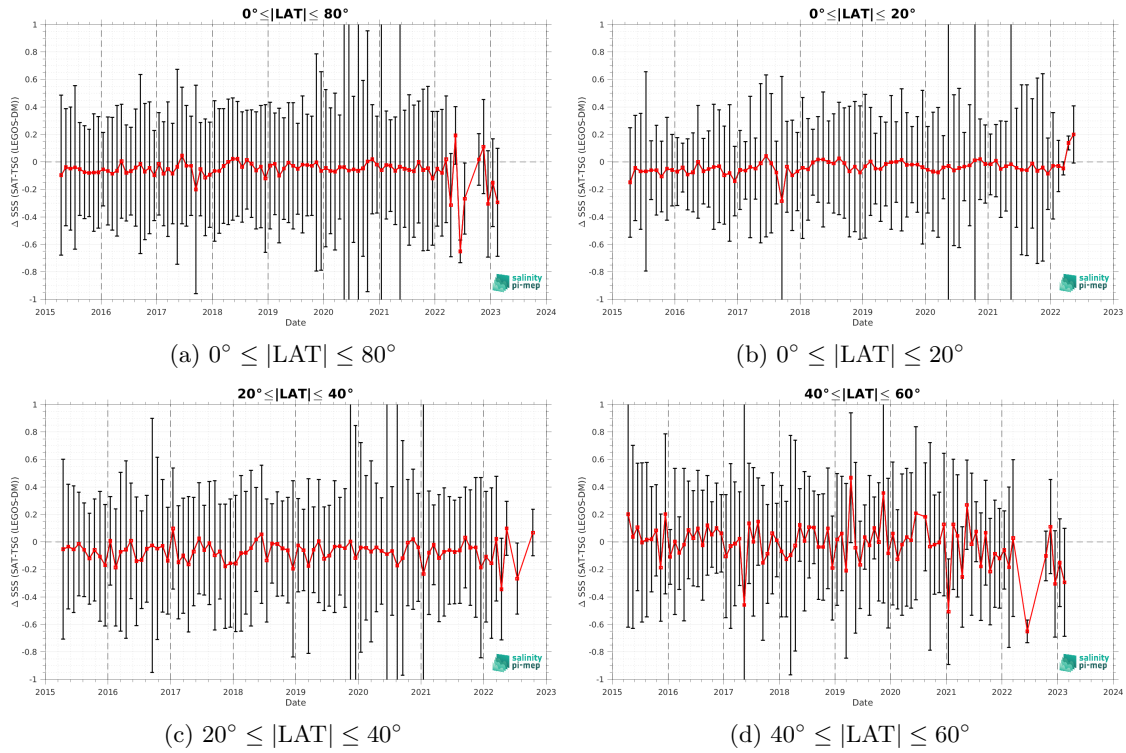 0°≤|LAT|≤ 80°
Δ SSS (SAT-TSG (LEGOS-DM))
1
0.8
0.6
0.4
0.2
0
-0.2
-0.4
-0.6
-0.8
-1
2015 2016 2017 2018 2019 2020 2021 2022 2023 2024
Date
salinity
pi-mep
(a) 0° ≤ |LAT| ≤ 80°
0°≤|LAT|≤ 20°
Δ SSS (SAT-TSG (LEGOS-DM))
1
0.8
0.6
0.4
0.2
0
-0.2
-0.4
-0.6
-0.8
-1
2015 2016 2017 2018 2019 2020 2021 2022 2023
Date
salinity
pi-mep
(b) 0° ≤ |LAT| ≤ 20°
20°≤|LAT|≤ 40°
Δ SSS (SAT-TSG (LEGOS-DM))
1
0.8
0.6
0.4
0.2
0
-0.2
-0.4
-0.6
-0.8
-1
2015 2016 2017 2018 2019 2020 2021 2022 2023
Date
salinity
pi-mep
(c) 20° ≤ |LAT| ≤ 40°
40°≤|LAT|≤ 60°
Δ SSS (SAT-TSG (LEGOS-DM))
1
0.8
0.6
0.4
0.2
0
-0.2
-0.4
-0.6
-0.8
-1
2015 2016 2017 2018 2019 2020 2021 2022 2023 2024
Date
salinity
pi-mep
(d) 40° ≤ |LAT| ≤ 60°